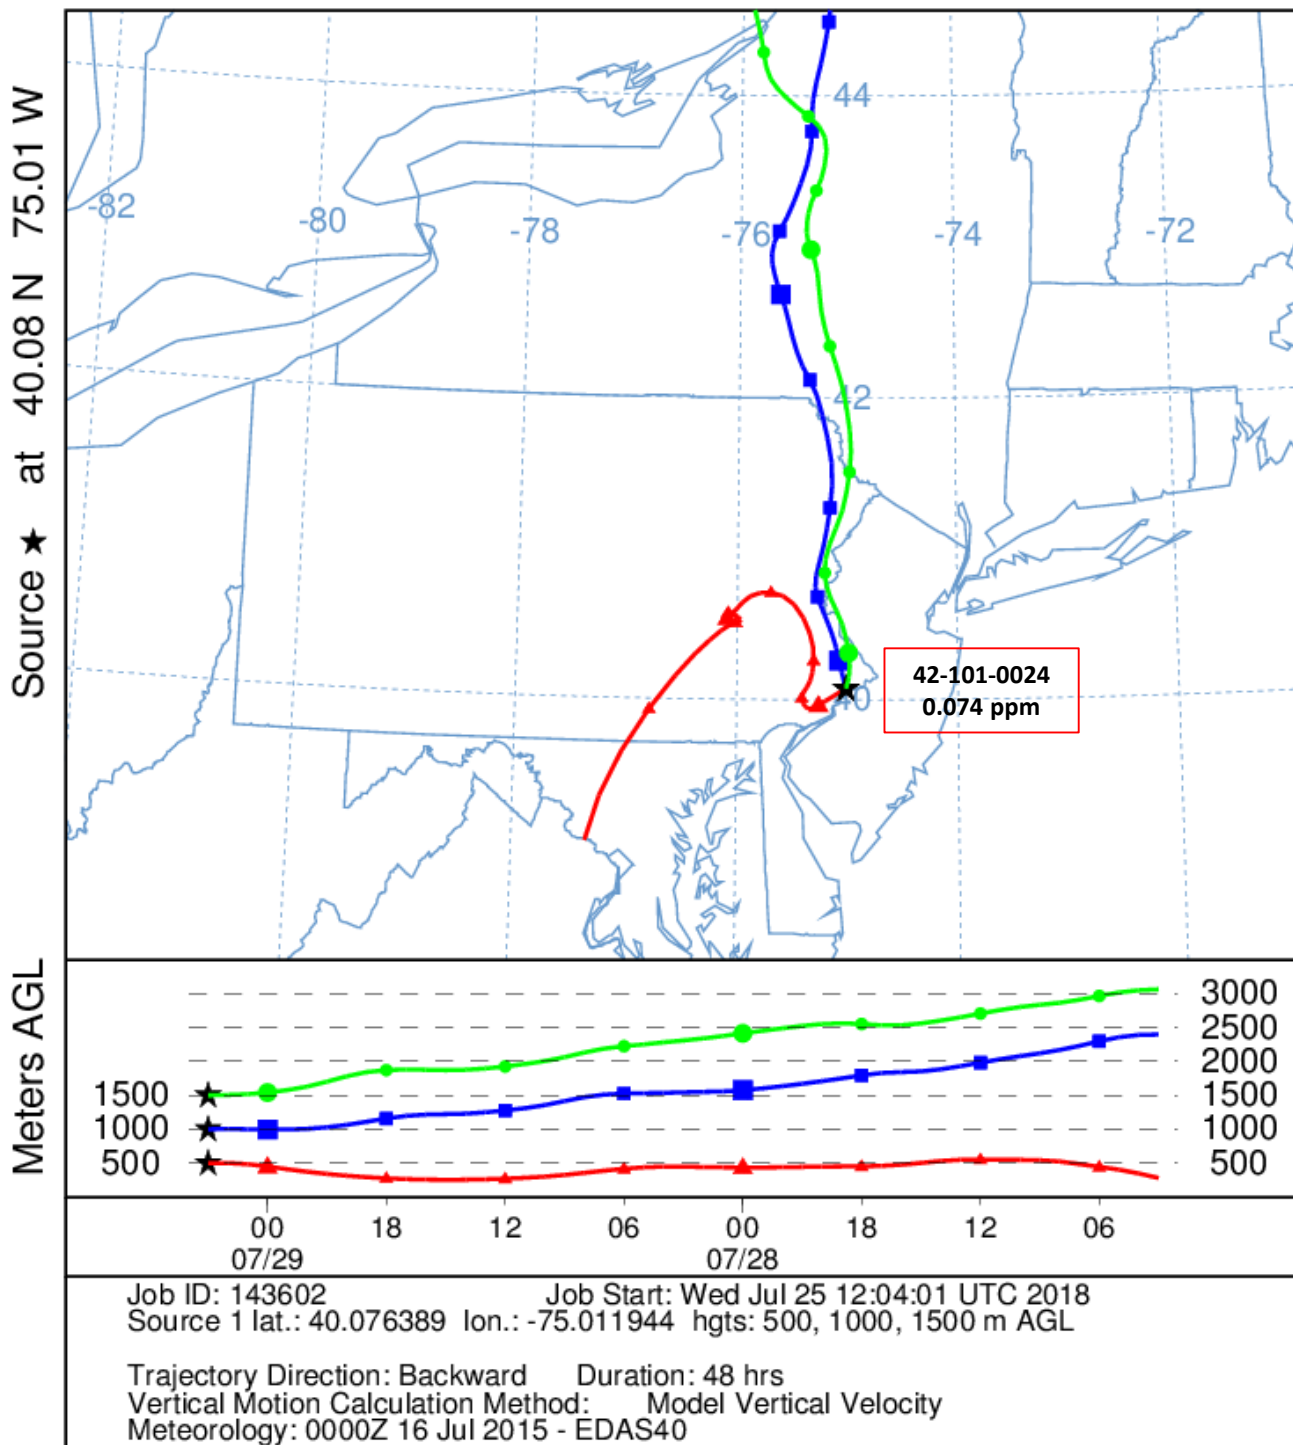 Source ★ at 40.08 N 75.01 W
44
-82
-80
-78
-76
-74
-72
42
40
42-101-0024
0.074 ppm
Meters AGL
3000
2500
2000
1500
1500
1000
1000
500
500
00 18 12 06 00 18 12 06
07/29 07/28
Job ID: 143602 Job Start: Wed Jul 25 12:04:01 UTC 2018
Source 1 lat.: 40.076389 lon.: -75.011944 hgts: 500, 1000, 1500 m AGL
Trajectory Direction: Backward Duration: 48 hrs
Vertical Motion Calculation Method: Model Vertical Velocity
Meteorology: 0000Z 16 Jul 2015 - EDAS40